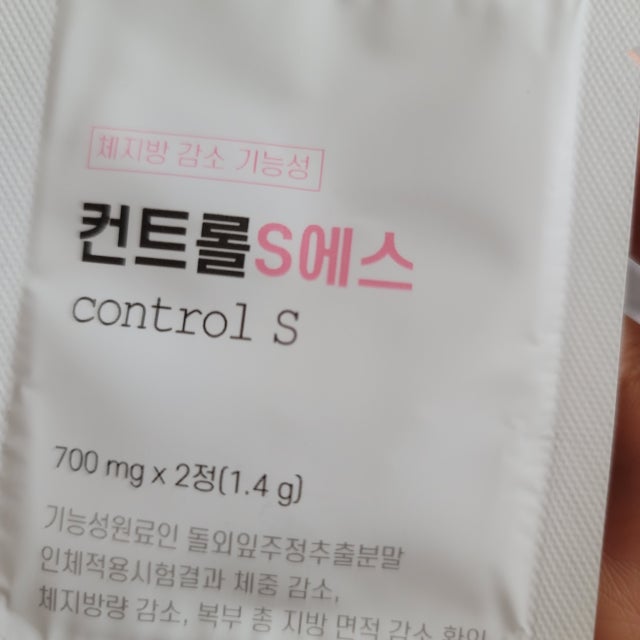 체지방 감소 기능성
컨트롤S에스
control S
700 mg x 2정(1.4 g)
기능성원료인 돌외잎주정추출분말
인체적용시험결과 체중 감소,
체지방량 감소, 복부 총 지방 면적 감소 확인